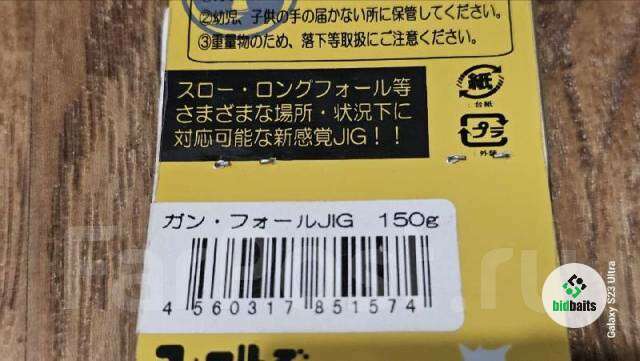 ②幼児、子供の手の届かない所に保管してください。
③重量物のため、落下等取扱にご注意ください。
スロー・ロングフォール等
さまざまな場所・状況下に
対応可能な新感覚JIG！！
紙
台紙
プラ
外装
ガン・フォールJIG 150g
4 560317 851574
bidbaits
Galaxy S23 Ultra